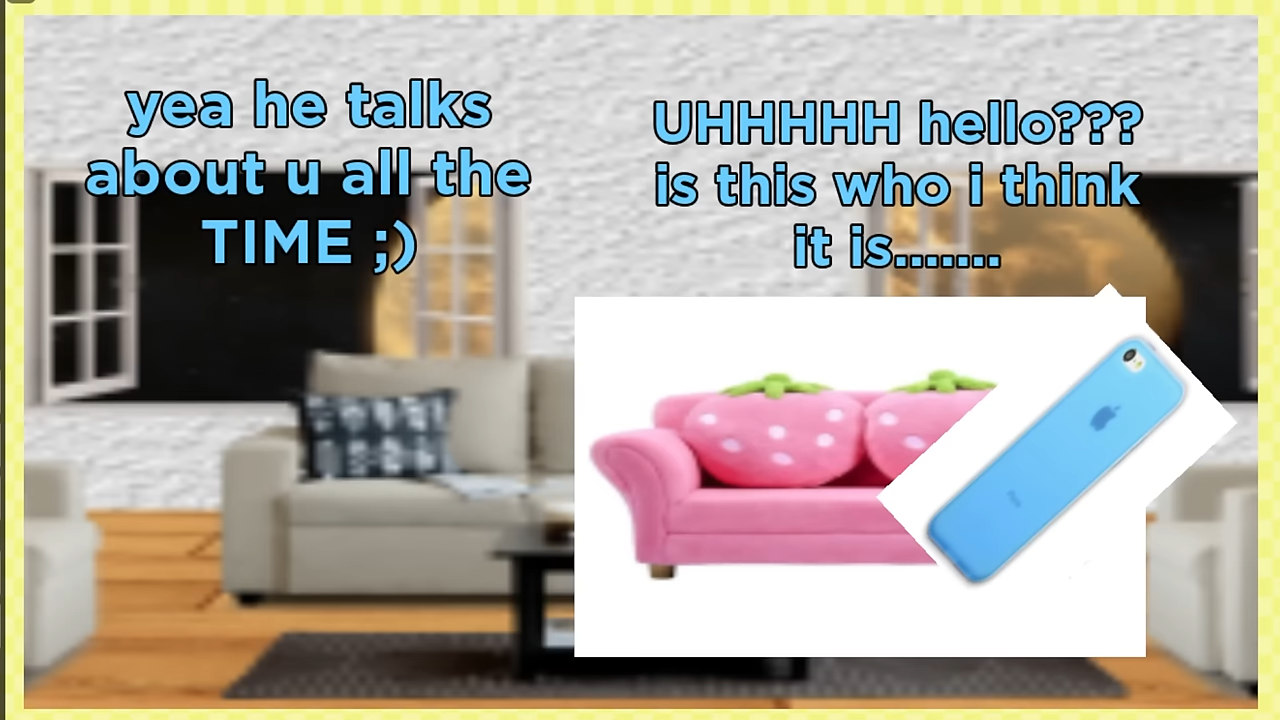 yea he talks
about u all the
TIME ;)
UHHHHH hello???
is this who i think
it is.......